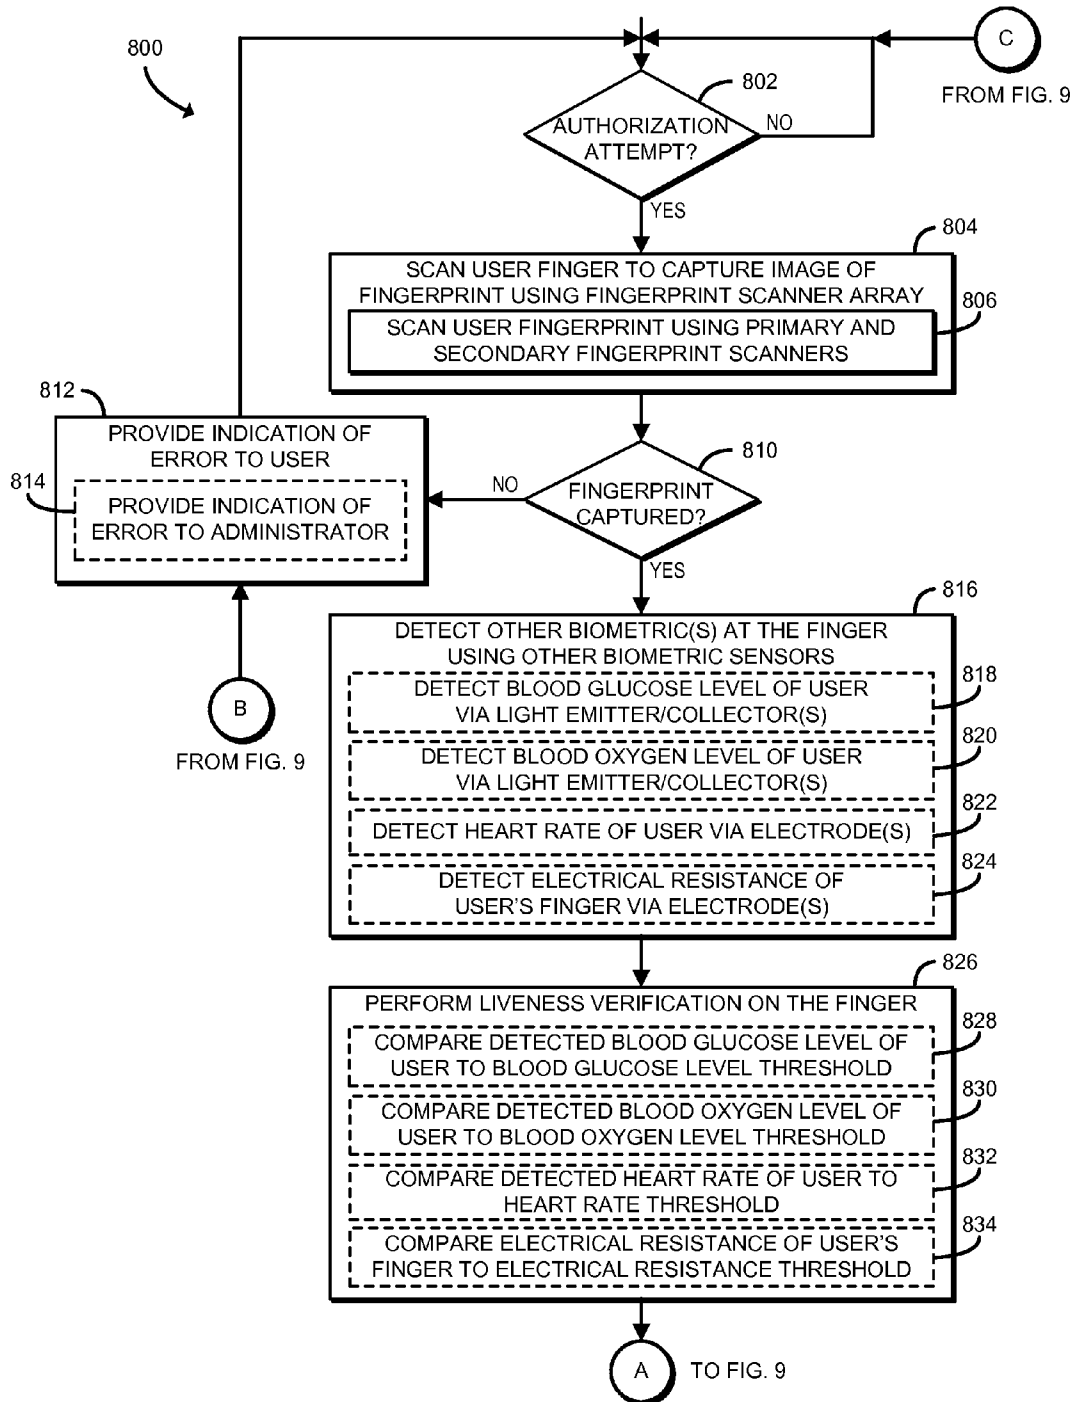 800
C
FROM FIG. 9
802
AUTHORIZATION
ATTEMPT?
NO
YES
804
SCAN USER FINGER TO CAPTURE IMAGE OF
FINGERPRINT USING FINGERPRINT SCANNER ARRAY
806
SCAN USER FINGERPRINT USING PRIMARY AND
SECONDARY FINGERPRINT SCANNERS
812
PROVIDE INDICATION OF
ERROR TO USER
814
PROVIDE INDICATION OF
ERROR TO ADMINISTRATOR
810
NO
FINGERPRINT
CAPTURED?
YES
B
FROM FIG. 9
816
DETECT OTHER BIOMETRIC(S) AT THE FINGER
USING OTHER BIOMETRIC SENSORS
818
DETECT BLOOD GLUCOSE LEVEL OF USER
VIA LIGHT EMITTER/COLLECTOR(S)
820
DETECT BLOOD OXYGEN LEVEL OF USER
VIA LIGHT EMITTER/COLLECTOR(S)
822
DETECT HEART RATE OF USER VIA ELECTRODE(S)
824
DETECT ELECTRICAL RESISTANCE OF
USER'S FINGER VIA ELECTRODE(S)
826
PERFORM LIVENESS VERIFICATION ON THE FINGER
828
COMPARE DETECTED BLOOD GLUCOSE LEVEL OF
USER TO BLOOD GLUCOSE LEVEL THRESHOLD
830
COMPARE DETECTED BLOOD OXYGEN LEVEL OF
USER TO BLOOD OXYGEN LEVEL THRESHOLD
832
COMPARE DETECTED HEART RATE OF USER TO
HEART RATE THRESHOLD
834
COMPARE ELECTRICAL RESISTANCE OF USER'S
FINGER TO ELECTRICAL RESISTANCE THRESHOLD
A
TO FIG. 9